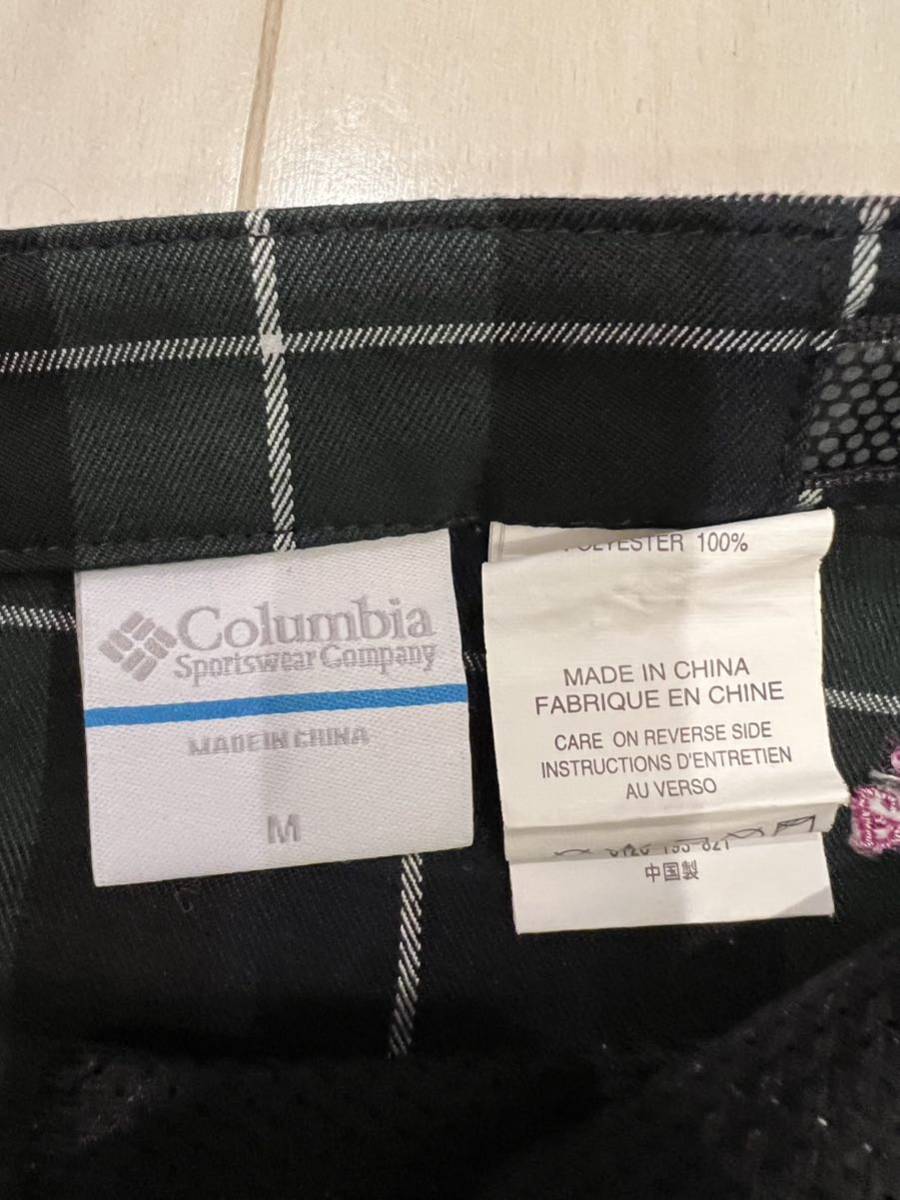 Columbia
Sportswear Company
MADE IN CHINA
M
POLYESTER 100%
MADE IN CHINA
FABRIQUE EN CHINE
CARE ON REVERSE SIDE
INSTRUCTIONS D'ENTRETIEN
AU VERSO
中国製